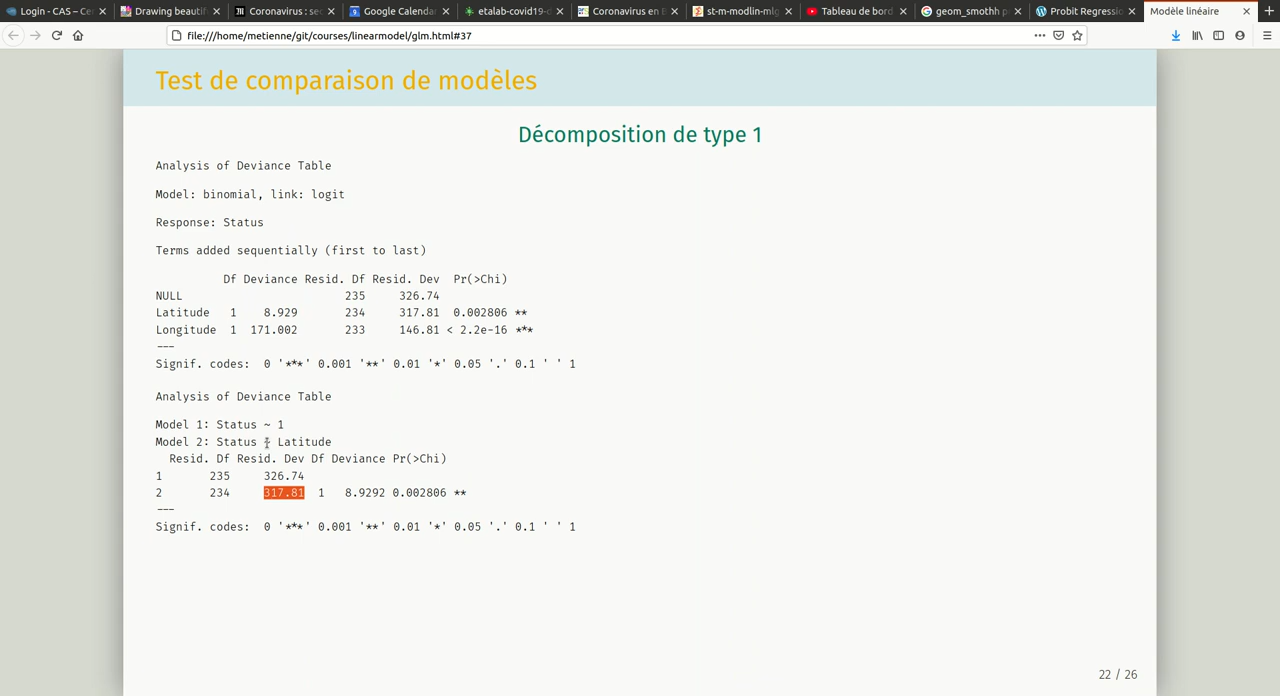 Login - CAS – Ce
Drawing beautif
Coronavirus : se
Google Calenda
etalab-covid19-d
Coronavirus en
st-m-modlin-mlg
Tableau de bord
geom_smothh p
Probit Regressi
Modèle linéaire
file:///home/metienne/git/courses/linearmodel/glm.html#37
Test de comparaison de modèles
Décomposition de type 1
Analysis of Deviance Table
Model: binomial, link: logit
Response: Status
Terms added sequentially (first to last)
Df Deviance Resid. Df Resid. Dev  Pr(>Chi)
NULL                        235     326.74
Latitude   1    8.929       234     317.81  0.002806 **
Longitude  1  171.002       233     146.81 < 2.2e-16 ***
---
Signif. codes:  0 '***' 0.001 '**' 0.01 '*' 0.05 '.' 0.1 ' ' 1
Analysis of Deviance Table
Model 1: Status ~ 1
Model 2: Status ~ Latitude
Resid. Df Resid. Dev Df Deviance Pr(>Chi)
1       235     326.74
2       234     317.81  1   8.9292 0.002806 **
---
Signif. codes:  0 '***' 0.001 '**' 0.01 '*' 0.05 '.' 0.1 ' ' 1
22 / 26